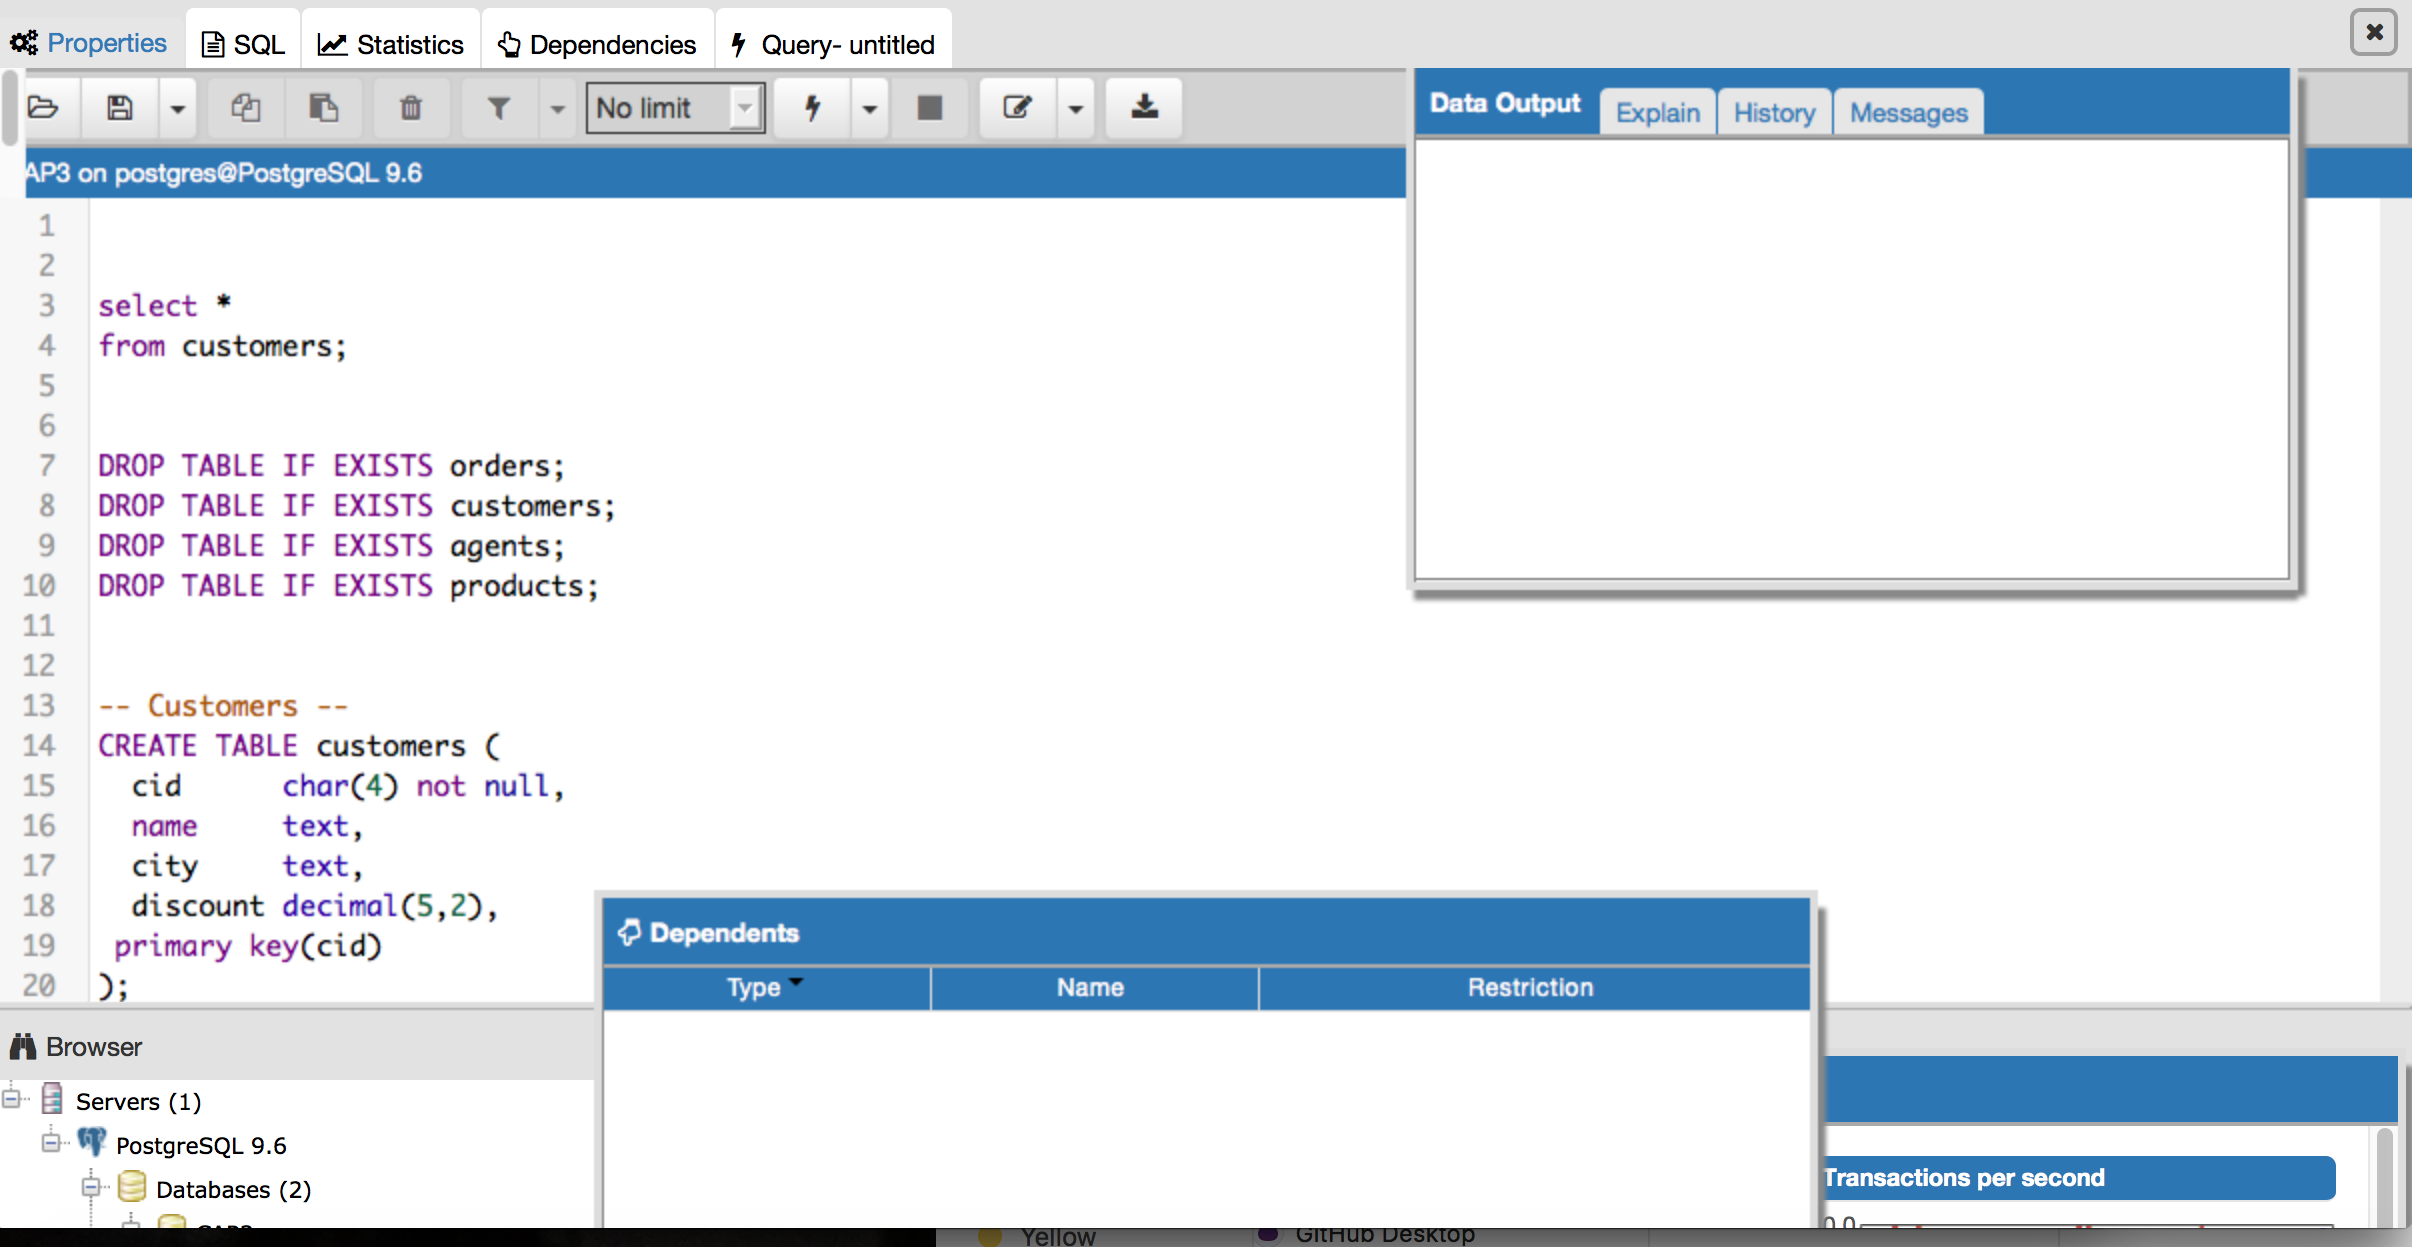 Properties
SQL
Statistics
Dependencies
Query- untitled
No limit
Data Output
Explain
History
Messages
AP3 on postgres@PostgreSQL 9.6
1
2
3 select *
4 from customers;
5
6
7 DROP TABLE IF EXISTS orders;
8 DROP TABLE IF EXISTS customers;
9 DROP TABLE IF EXISTS agents;
10 DROP TABLE IF EXISTS products;
11
12
13 -- Customers --
14 CREATE TABLE customers (
15 cid char(4) not null,
16 name text,
17 city text,
18 discount decimal(5,2),
19 primary key(cid)
20 );
Dependents
Type Name Restriction
Browser
Servers (1)
PostgreSQL 9.6
Databases (2)
Transactions per second
0.0
Yellow
GitHub Desktop